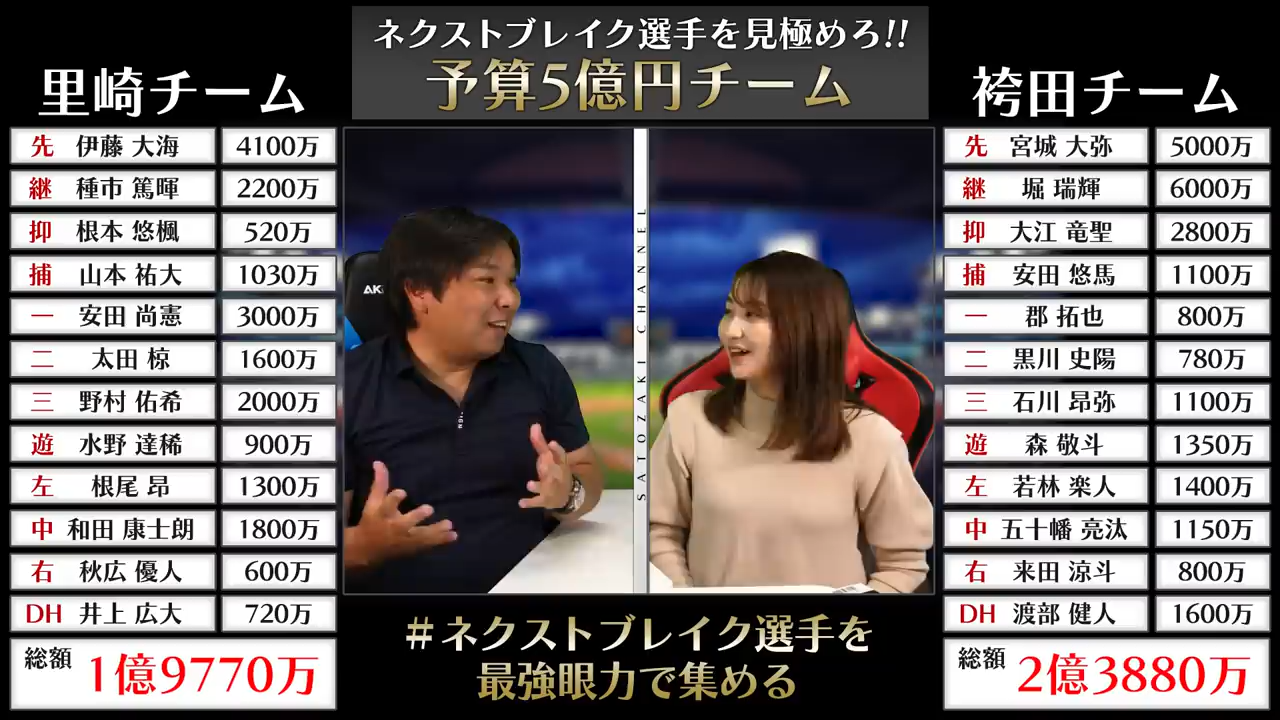 ネクストブレイク選手を見極めろ!!
予算5億円チーム
里崎チーム
先 伊藤 大海 4100万
継 種市 篤暉 2200万
抑 根本 悠楓 520万
捕 山本 祐大 1030万
一 安田 尚憲 3000万
二 太田 椋 1600万
三 野村 佑希 2000万
遊 水野 達稀 900万
左 根尾 昂 1300万
中 和田 康士朗 1800万
右 秋広 優人 600万
DH 井上 広大 720万
総額 1億9770万
SATOZAKI CHANNEL
袴田チーム
先 宮城 大弥 5000万
継 堀 瑞輝 6000万
抑 大江 竜聖 2800万
捕 安田 悠馬 1100万
一 郡 拓也 800万
二 黒川 史陽 780万
三 石川 昂弥 1100万
遊 森 敬斗 1350万
左 若林 楽人 1400万
中 五十幡 亮汰 1150万
右 来田 涼斗 800万
DH 渡部 健人 1600万
総額 2億3880万
#ネクストブレイク選手を
最強眼力で集める